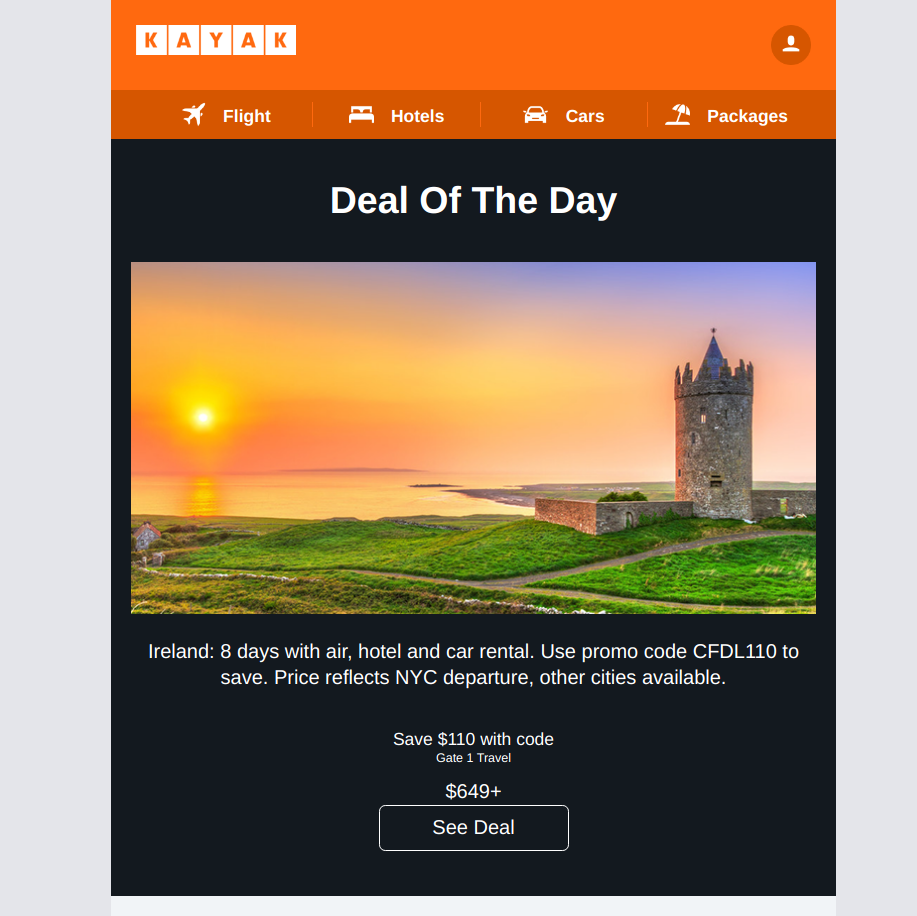 KAYAK
Flight
Hotels
Cars
Packages
Deal Of The Day
Ireland: 8 days with air, hotel and car rental. Use promo code CFDL110 to
save. Price reflects NYC departure, other cities available.
Save $110 with code
Gate 1 Travel
$649+
See Deal